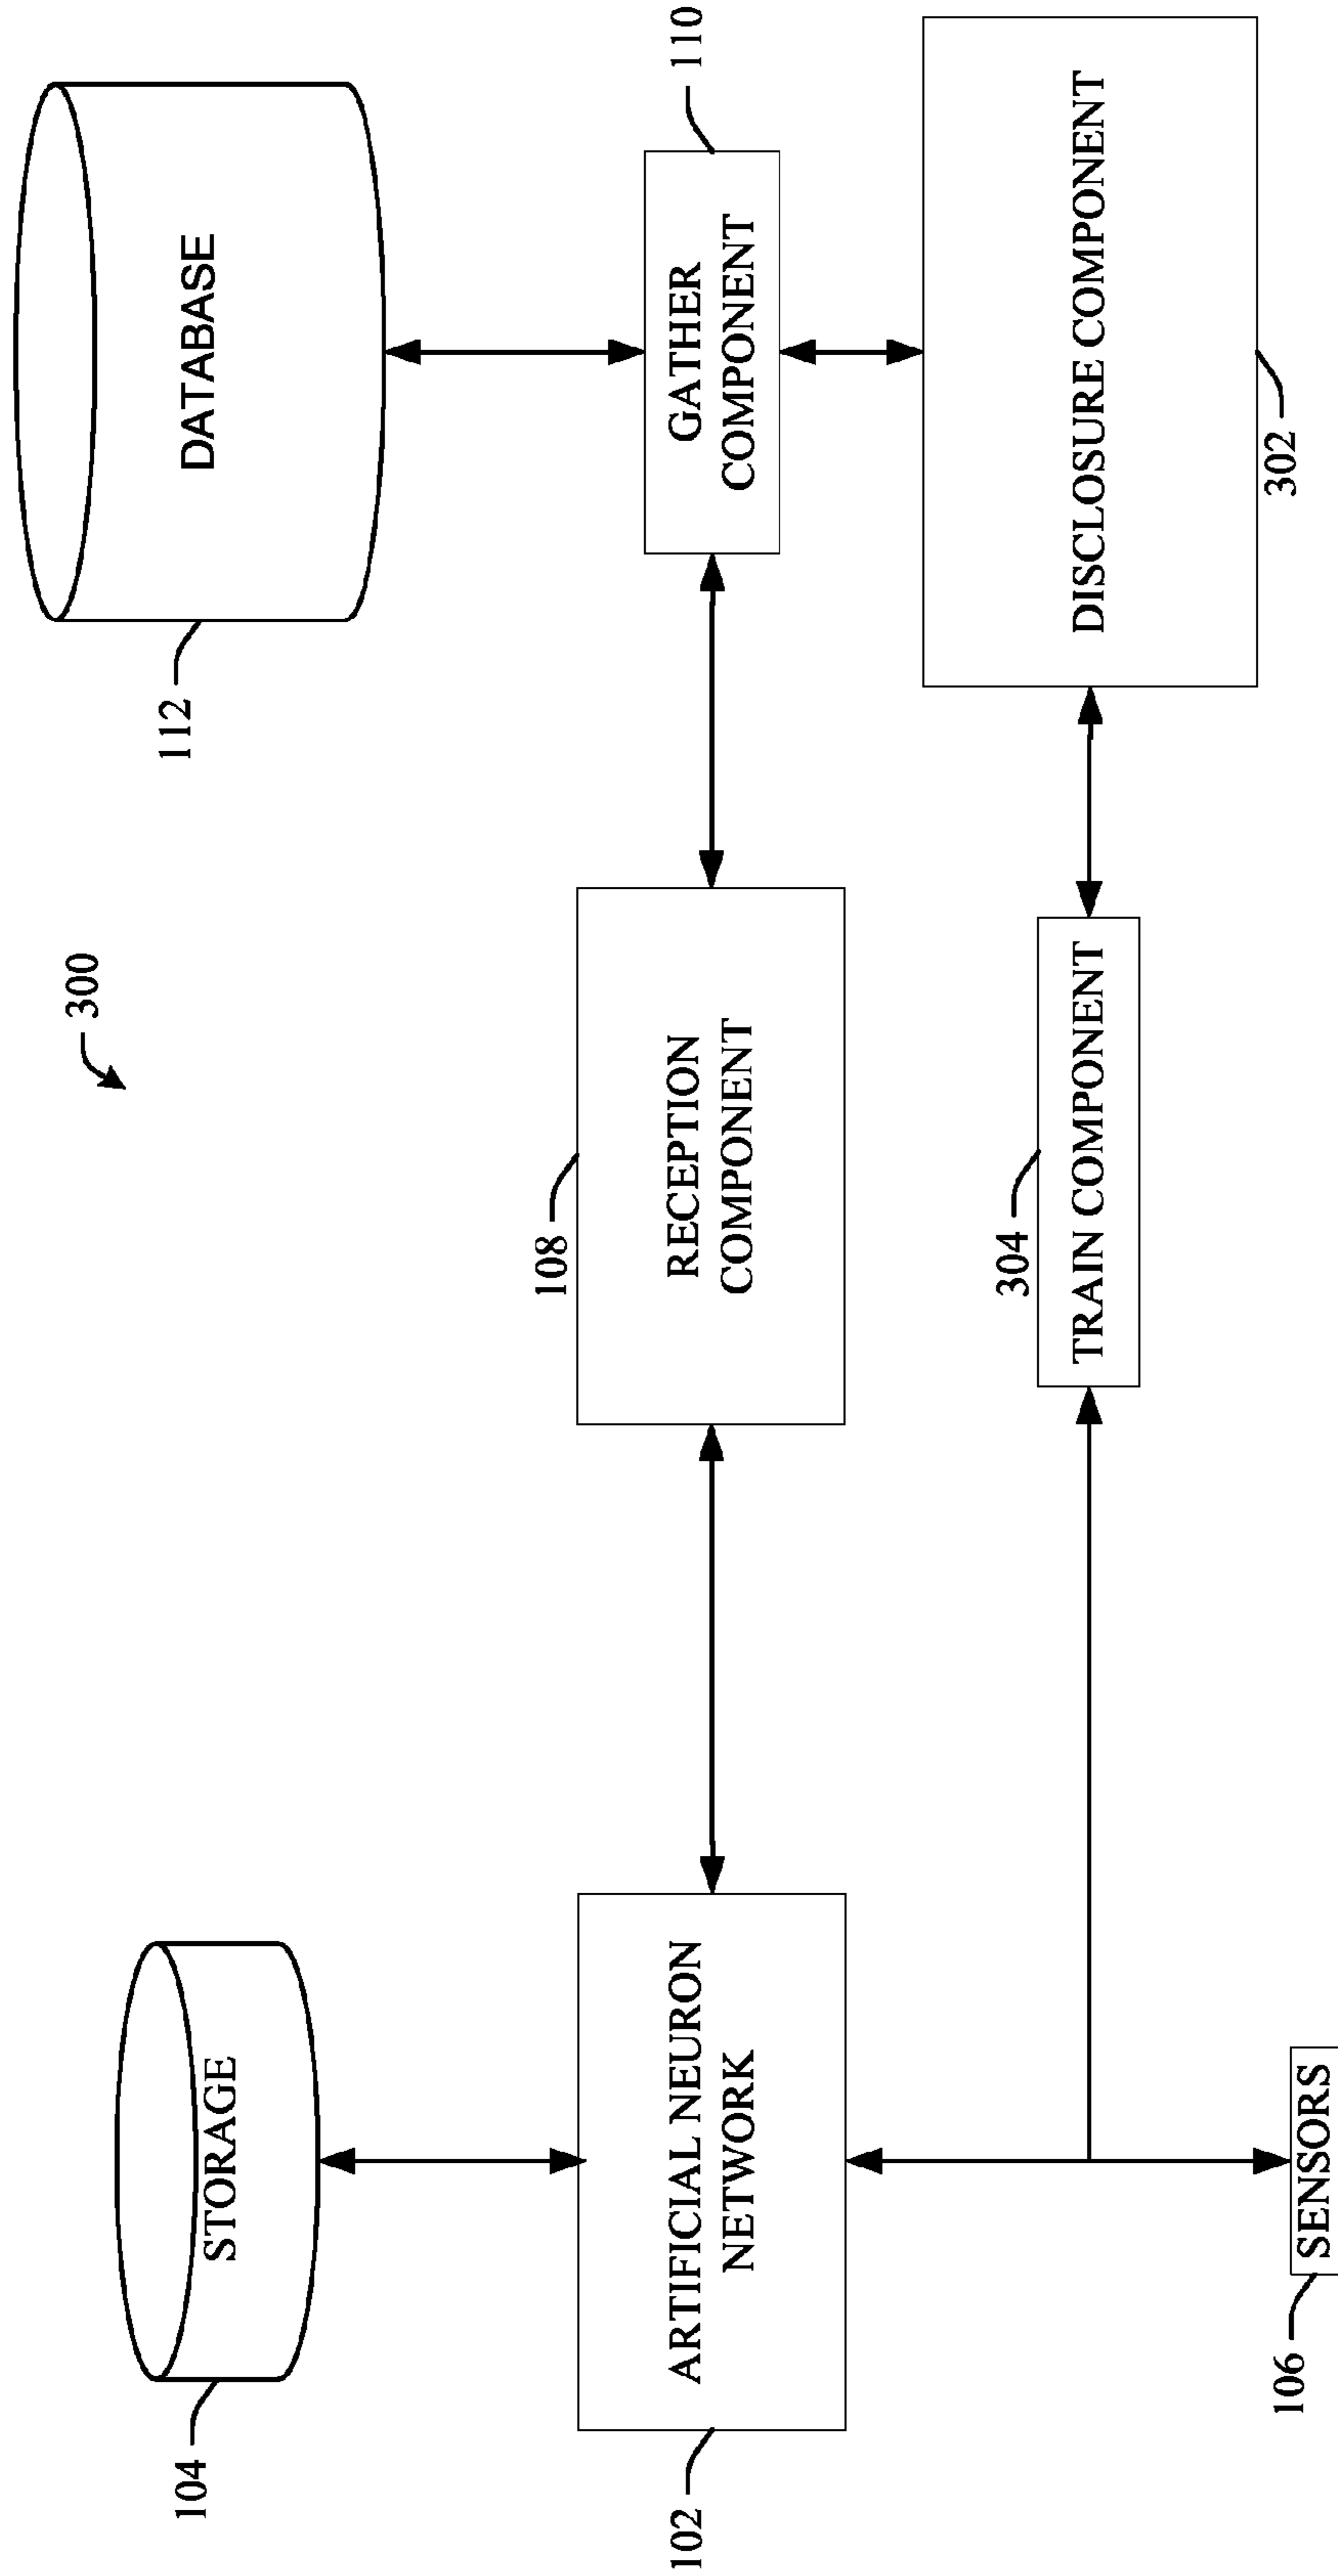 300
104
STORAGE
DATABASE
112
ARTIFICIAL NEURON
NETWORK
102
108
RECEPTION
COMPONENT
GATHER
COMPONENT
110
304
TRAIN COMPONENT
DISCLOSURE COMPONENT
302
106
SENSORS